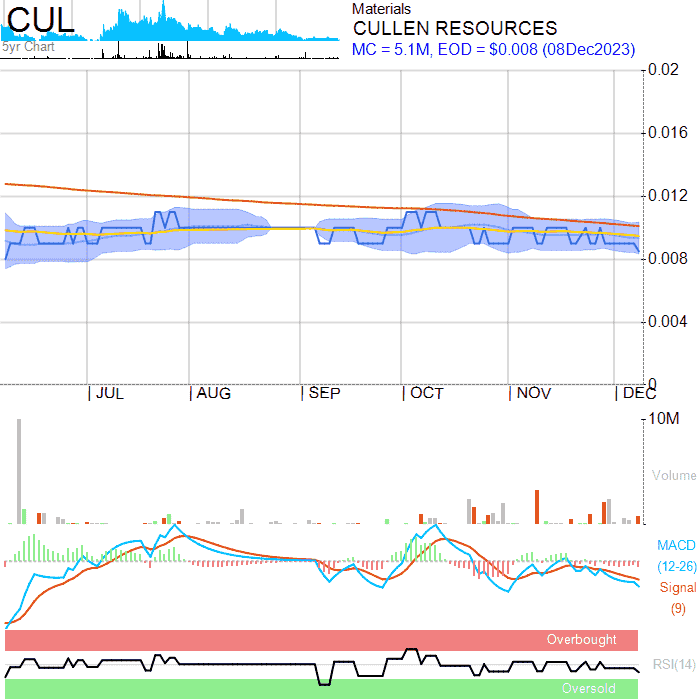 CUL
5yr Chart
Materials
CULLEN RESOURCES
MC = 5.1M, EOD = $0.008 (08Dec2023)
0.02
0.016
0.012
0.008
0.004
0
JUL AUG SEP OCT NOV DEC
10M
Volume
MACD
(12-26)
Signal
(9)
Overbought
RSI(14)
Oversold